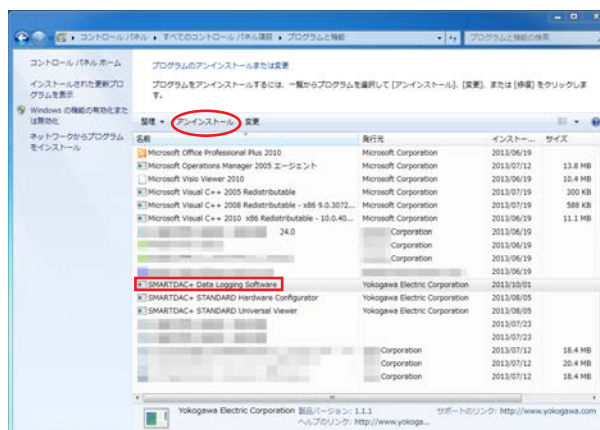 コントロール パネル ▸ すべてのコントロール パネル項目 ▸ プログラムと機能
プログラムと機能の検索
コントロール パネル ホーム
インストールされた更新プログラムを表示
Windows の機能の有効化または無効化
ネットワークからプログラムをインストール
プログラムのアンインストールまたは変更
プログラムをアンインストールするには、一覧からプログラムを選択して [アンインストール]、[変更]、または [修復] をクリックします。
整理 ▾ アンインストール 変更
名前 発行元 インストー... サイズ
Microsoft Office Professional Plus 2010 Microsoft Corporation 2013/06/19
Microsoft Operations Manager 2005 エージェント Microsoft Corporation 2013/07/12 13.8 MB
Microsoft Visio Viewer 2010 Microsoft Corporation 2013/06/19 10.4 MB
Microsoft Visual C++ 2005 Redistributable Microsoft Corporation 2013/07/19 300 KB
Microsoft Visual C++ 2008 Redistributable - x86 9.0.3072... Microsoft Corporation 2013/07/19 588 KB
Microsoft Visual C++ 2010 x86 Redistributable - 10.0.40... Microsoft Corporation 2013/06/19 11.1 MB
24.0 Corporation 2013/06/19
Corporation 2013/06/19
Corporation 2013/06/19
2013/06/19
SMARTDAC+ Data Logging Software Yokogawa Electric Corporation 2013/10/01
SMARTDAC+ STANDARD Hardware Configurator Yokogawa Electric Corporation 2013/08/05
SMARTDAC+ STANDARD Universal Viewer Yokogawa Electric Corporation 2013/08/05
2013/07/23
2013/07/23
Corporation 2013/07/12 18.4 MB
Corporation 2013/07/12 20.4 MB
Corporation 2013/07/12 18.4 MB
Yokogawa Electric Corporation 製品バージョン: 1.1.1 サポートのリンク: http://www.yokogawa.com
ヘルプのリンク: http://www.yokoga...